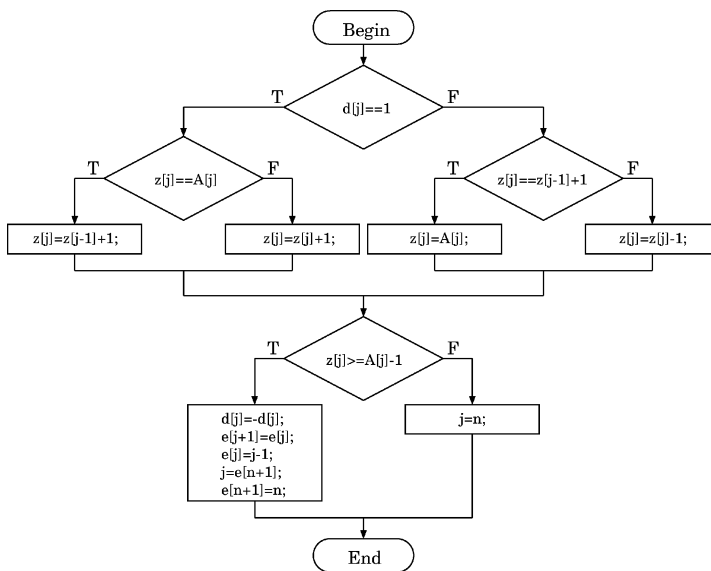 Begin
d[j]==1
T
F
z[j]==A[j]
T
F
z[j]==z[j-1]+1
T
F
z[j]=z[j-1]+1;
z[j]=z[j]+1;
z[j]=A[j];
z[j]=z[j]-1;
z[j]>=A[j]-1
T
F
d[j]=-d[j];
e[j+1]=e[j];
e[j]=j-1;
j=e[n+1];
e[n+1]=n;
j=n;
End